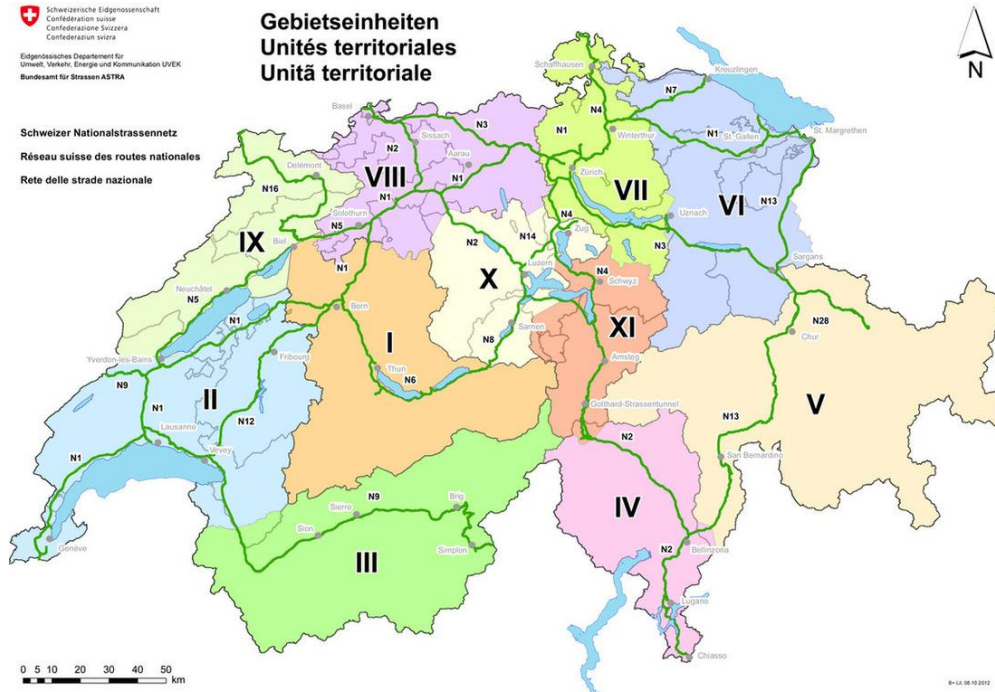 Schweizerische Eidgenossenschaft
Confédération suisse
Confederazione Svizzera
Confederaziun svizra
Eidgenössisches Departement für
Umwelt, Verkehr, Energie und Kommunikation UVEK
Bundesamt für Strassen ASTRA
Gebietseinheiten
Unités territoriales
Unitã territoriale
Schweizer Nationalstrassennetz
Réseau suisse des routes nationales
Rete delle strade nazionale
N
Schaffhausen
Kreuzlingen
N7
Basel
N4
N3
N1
Winterthur
N1
St. Gallen
St. Margrethen
Sissach
N2
Aarau
Delémont
VIII
N1
Zürich
VII
N16
N1
VI
N13
Solothurn
N5
N4
Uznach
IX
Biel
N2
N14
Zug
N3
N1
Luzern
Sargans
X
N4
Schwyz
Neuchâtel
N5
N1
Bern
Sarnen
XI
N28
I
N8
Chur
Yverdon-les-Bains
Fribourg
Amsteg
Thun
N6
N9
II
N1
N12
Gotthard-Strassentunnel
N13
V
Lausanne
N2
N1
Vevey
San Bernardino
N9
Brig
Sierre
IV
Sion
Simplon
Genève
III
N2
Bellinzona
Lugano
Chiasso
0 5 10 20 30 40 50
km
B+ Lil, 08.10.2012